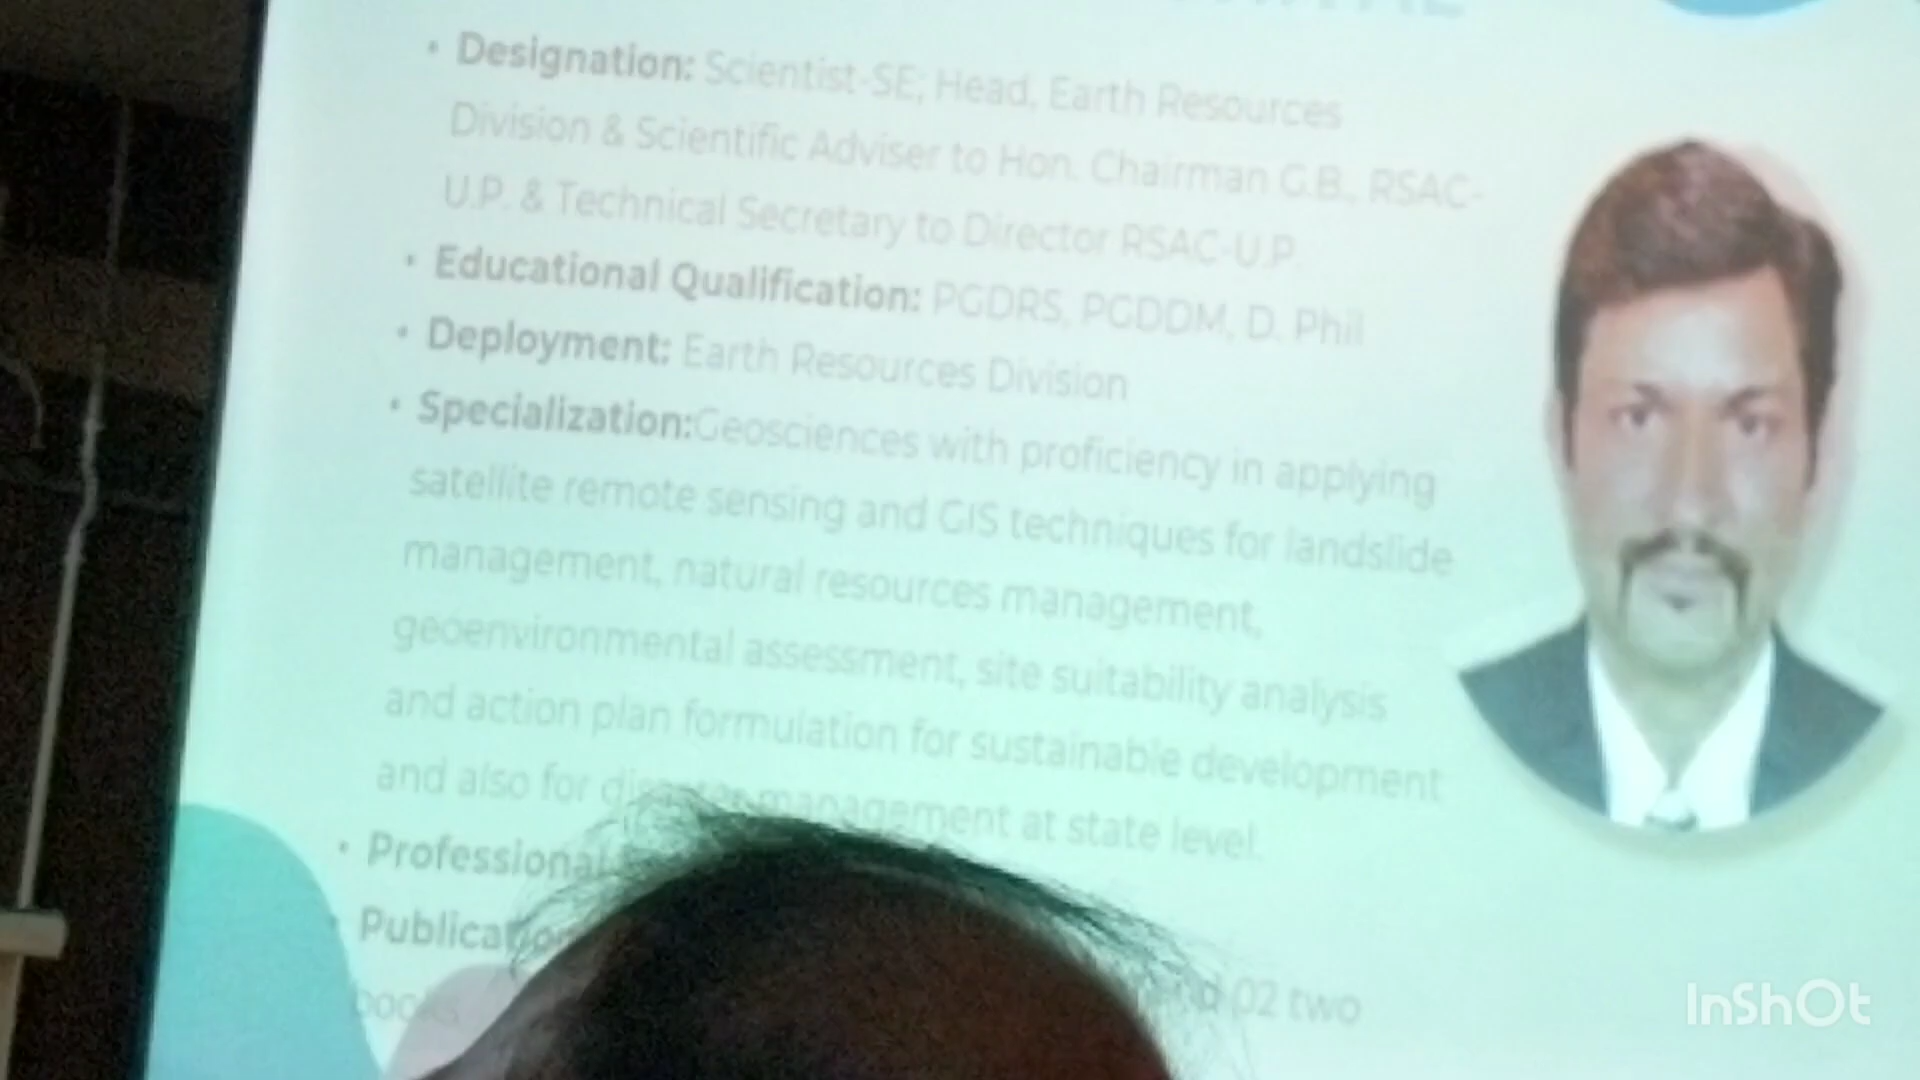 • Designation: Scientist-SE; Head, Earth Resources
Division & Scientific Adviser to Hon. Chairman G.B., RSAC-
U.P. & Technical Secretary to Director RSAC-U.P.
• Educational Qualification: PGDRS, PGDDM, D. Phil
• Deployment: Earth Resources Division
• Specialization:Geosciences with proficiency in applying
satellite remote sensing and GIS techniques for landslide
management, natural resources management,
geoenvironmental assessment, site suitability analysis
and action plan formulation for sustainable development
and also for disaster management at state level.
• Professional
Publication
books 02 two
InShOt